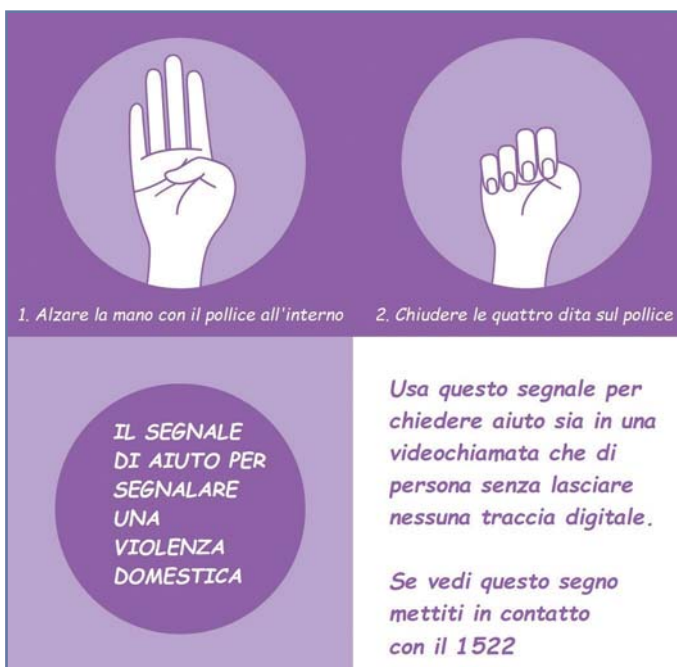 1. Alzare la mano con il pollice all'interno
2. Chiudere le quattro dita sul pollice
IL SEGNALE
DI AIUTO PER
SEGNALARE
UNA
VIOLENZA
DOMESTICA
Usa questo segnale per
chiedere aiuto sia in una
videochiamata che di
persona senza lasciare
nessuna traccia digitale.
Se vedi questo segno
mettiti in contatto
con il 1522